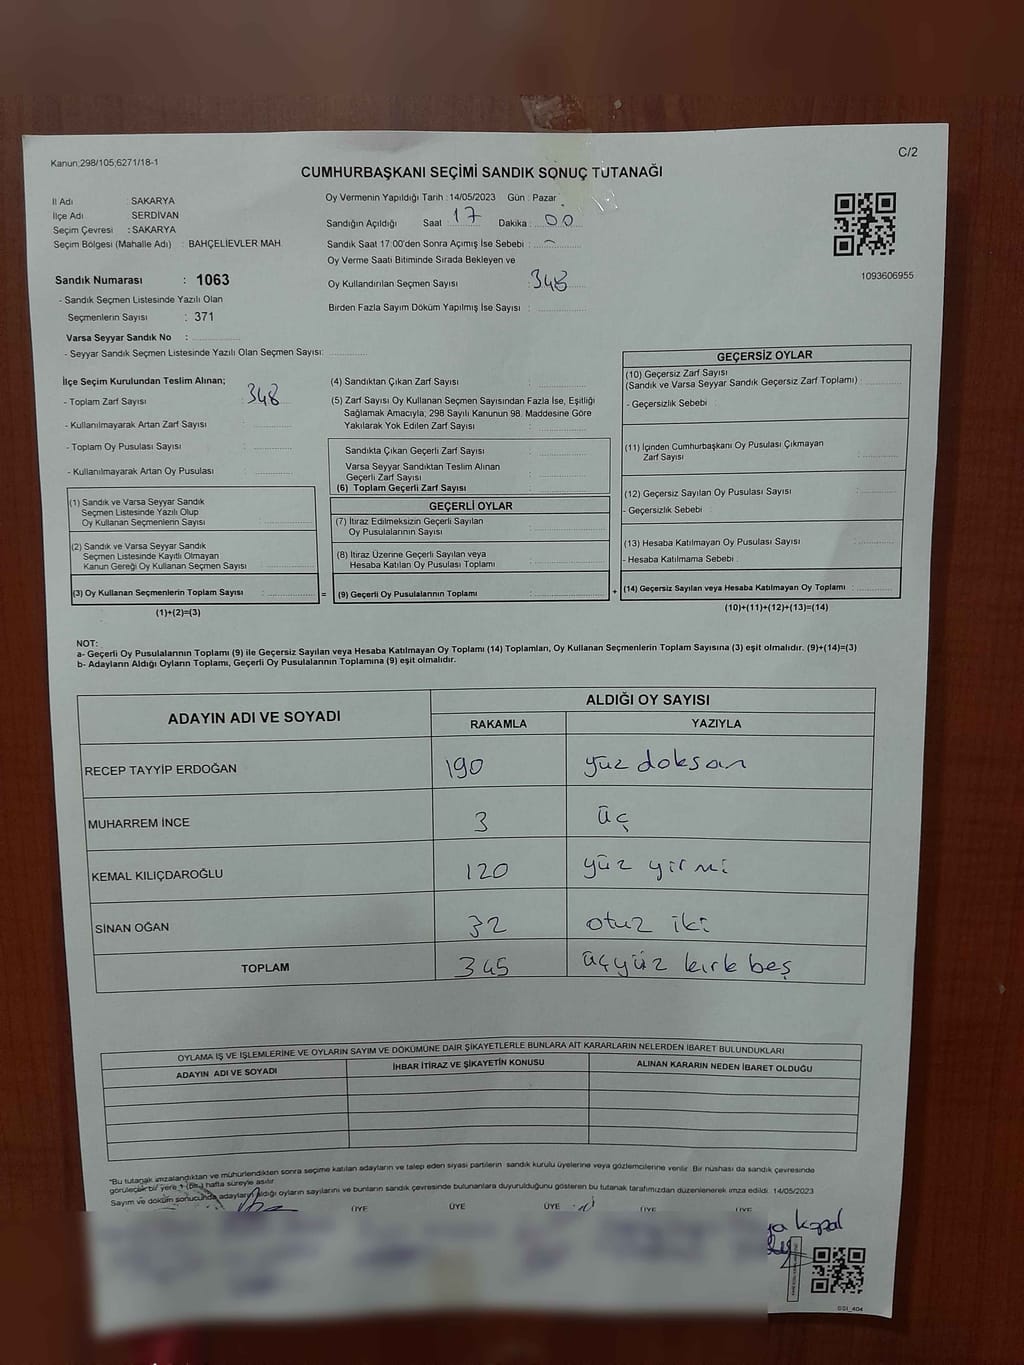 Kanun;298/105;6271/18-1
C/2
CUMHURBAŞKANI SEÇİMİ SANDIK SONUÇ TUTANAĞI
İl Adı : SAKARYA
İlçe Adı SERDİVAN
Seçim Çevresi : SAKARYA
Seçim Bölgesi (Mahalle Adı) : BAHÇELİEVLER MAH.
Oy Vermenin Yapıldığı Tarih : 14/05/2023 Gün : Pazar
Sandığın Açıldığı Saat 17 Dakika : 00
Sandık Saat 17:00'den Sonra Açımış İse Sebebi : -
Oy Verme Saati Bitiminde Sırada Bekleyen ve
Oy Kullandırılan Seçmen Sayısı : 348
Birden Fazla Sayım Döküm Yapılmış İse Sayısı :
1093606955
Sandık Numarası : 1063
- Sandık Seçmen Listesinde Yazılı Olan
Seçmenlerin Sayısı : 371
Varsa Seyyar Sandık No :
- Seyyar Sandık Seçmen Listesinde Yazılı Olan Seçmen Sayısı:
İlçe Seçim Kurulundan Teslim Alınan;
- Toplam Zarf Sayısı : 348
- Kullanılmayarak Artan Zarf Sayısı :
- Toplam Oy Pusulası Sayısı :
- Kullanılmayarak Artan Oy Pusulası :
(1) Sandık ve Varsa Seyyar Sandık
Seçmen Listesinde Yazılı Olup
Oy Kullanan Seçmenlerin Sayısı :
(2) Sandık ve Varsa Seyyar Sandık
Seçmen Listesinde Kayıtlı Olmayan
Kanun Gereği Oy Kullanan Seçmen Sayısı :
(3) Oy Kullanan Seçmenlerin Toplam Sayısı : =
(1)+(2)=(3)
(4) Sandıktan Çıkan Zarf Sayısı :
(5) Zarf Sayısı Oy Kullanan Seçmen Sayısından Fazla İse, Eşitliği
Sağlamak Amacıyla; 298 Sayılı Kanunun 98. Maddesine Göre
Yakılarak Yok Edilen Zarf Sayısı :
Sandıkta Çıkan Geçerli Zarf Sayısı :
Varsa Seyyar Sandıktan Teslim Alınan
Geçerli Zarf Sayısı :
(6) Toplam Geçerli Zarf Sayısı :
GEÇERLİ OYLAR
(7) İtiraz Edilmeksizin Geçerli Sayılan
Oy Pusulalarının Sayısı :
(8) İtiraz Üzerine Geçerli Sayılan veya
Hesaba Katılan Oy Pusulası Toplamı :
(9) Geçerli Oy Pusulalarının Toplamı : +
GEÇERSİZ OYLAR
(10) Geçersiz Zarf Sayısı
(Sandık ve Varsa Seyyar Sandık Geçersiz Zarf Toplamı) :
- Geçersizlik Sebebi :
(11) İçinden Cumhurbaşkanı Oy Pusulası Çıkmayan
Zarf Sayısı :
(12) Geçersiz Sayılan Oy Pusulası Sayısı :
- Geçersizlik Sebebi :
(13) Hesaba Katılmayan Oy Pusulası Sayısı :
- Hesaba Katılmama Sebebi :
(14) Geçersiz Sayılan veya Hesaba Katılmayan Oy Toplamı :
(10)+(11)+(12)+(13)=(14)
NOT:
a- Geçerli Oy Pusulalarının Toplamı (9) ile Geçersiz Sayılan veya Hesaba Katılmayan Oy Toplamı (14) Toplamları, Oy Kullanan Seçmenlerin Toplam Sayısına (3) eşit olmalıdır. (9)+(14)=(3)
b- Adayların Aldığı Oyların Toplamı, Geçerli Oy Pusulalarının Toplamına (9) eşit olmalıdır.
ADAYIN ADI VE SOYADI
ALDIĞI OY SAYISI
RAKAMLA YAZIYLA
RECEP TAYYİP ERDOĞAN 190 yüz doksan
MUHARREM İNCE 3 üç
KEMAL KILIÇDAROĞLU 120 yüz yirmi
SİNAN OĞAN 32 otuz iki
TOPLAM 345 üçyüz kırk beş
OYLAMA İŞ VE İŞLEMLERİNE VE OYLARIN SAYIM VE DÖKÜMÜNE DAİR ŞİKAYETLERLE BUNLARA AİT KARARLARIN NELERDEN İBARET BULUNDUKLARI
ADAYIN ADI VE SOYADI İHBAR İTİRAZ VE ŞİKAYETİN KONUSU ALINAN KARARIN NEDEN İBARET OLDUĞU
*Bu tutanak imzalandıktan ve mühürlendikten sonra seçime katılan adayların ve talep eden siyasi partilerin sandık kurulu üyelerine veya gözlemcilerine verilir. Bir nüshası da sandık çevresinde
görülecek bir yere 1 (bir) hafta süreyle asılır.
Sayım ve döküm sonucunda adayların aldığı oyların sayılarını ve bunların sandık çevresinde bulunanlara duyurulduğunu gösteren bu tutanak tarafımızdan düzenlenerek imza edildi. 14/05/2023
ÜYE ÜYE ÜYE ÜYE ÜYE
SSI_404